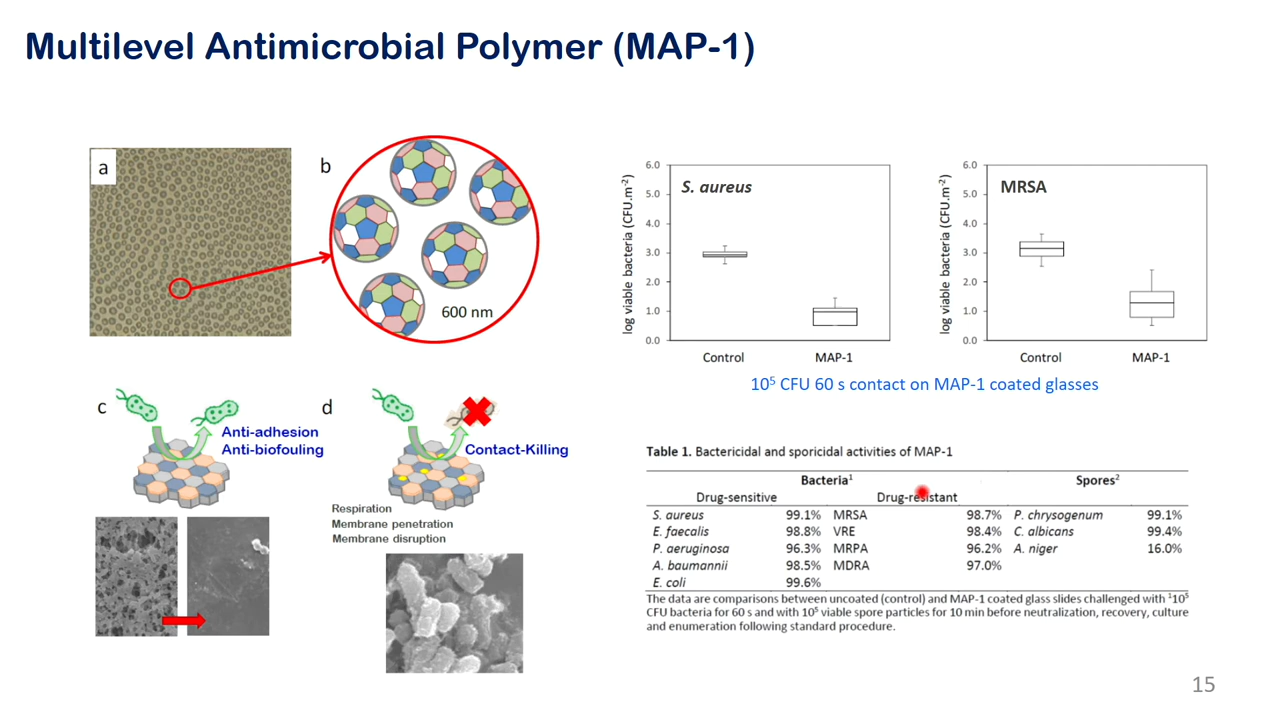 Multilevel Antimicrobial Polymer (MAP-1)
a
b
600 nm
c
Anti-adhesion
Anti-biofouling
d
Contact-Killing
Respiration
Membrane penetration
Membrane disruption
log viable bacteria (CFU.m⁻²)
6.0
5.0
4.0
3.0
2.0
1.0
0.0
S. aureus
Control MAP-1
log viable bacteria (CFU.m⁻²)
6.0
5.0
4.0
3.0
2.0
1.0
0.0
MRSA
Control MAP-1
10⁵ CFU 60 s contact on MAP-1 coated glasses
Table 1. Bactericidal and sporicidal activities of MAP-1
Bacteria¹ Spores²
Drug-sensitive Drug-resistant
S. aureus 99.1% MRSA 98.7% P. chrysogenum 99.1%
E. faecalis 98.8% VRE 98.4% C. albicans 99.4%
P. aeruginosa 96.3% MRPA 96.2% A. niger 16.0%
A. baumannii 98.5% MDRA 97.0%
E. coli 99.6%
The data are comparisons between uncoated (control) and MAP-1 coated glass slides challenged with ¹10⁵
CFU bacteria for 60 s and with 10⁵ viable spore particles for 10 min before neutralization, recovery, culture
and enumeration following standard procedure.
15